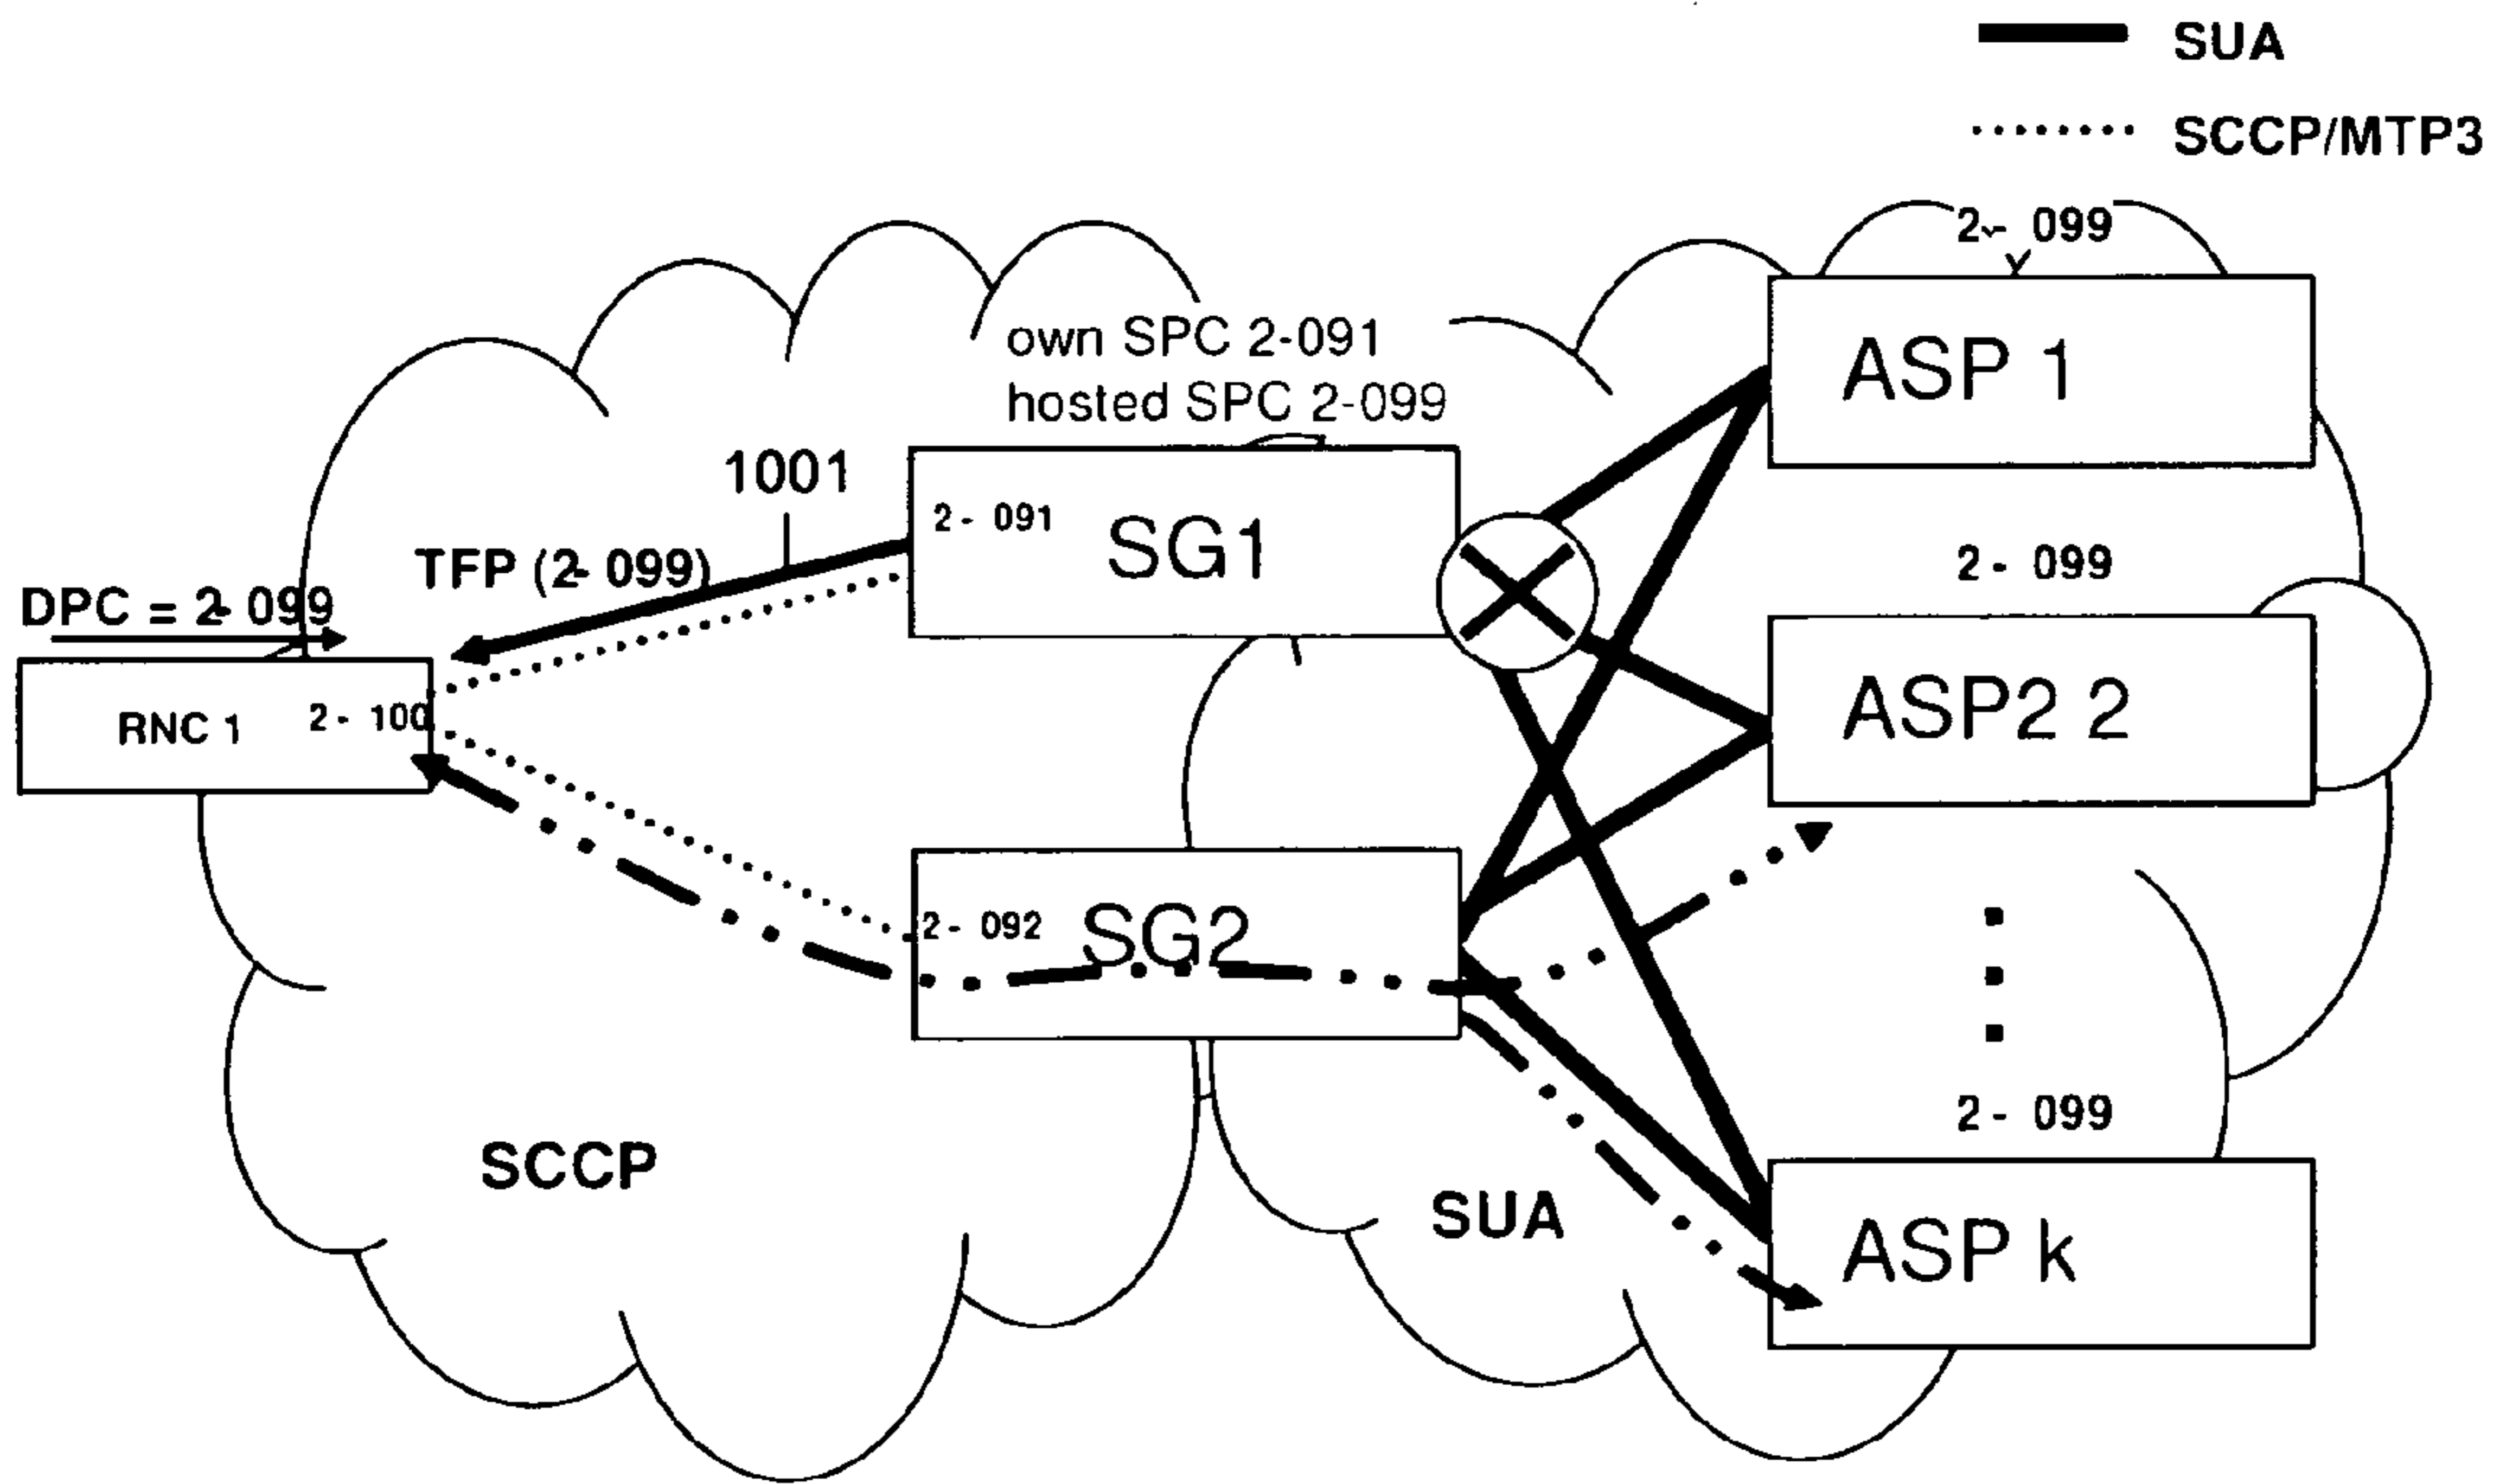 SUA
SCCP/MTP3
2- 099
own SPC 2-091
hosted SPC 2-099
ASP 1
1001
2- 091
SG1
TFP (2- 099)
DPC = 2- 099
2 - 099
RNC 1
2 - 100
ASP2 2
2- 092
SG2
2 - 099
SCCP
SUA
ASP k